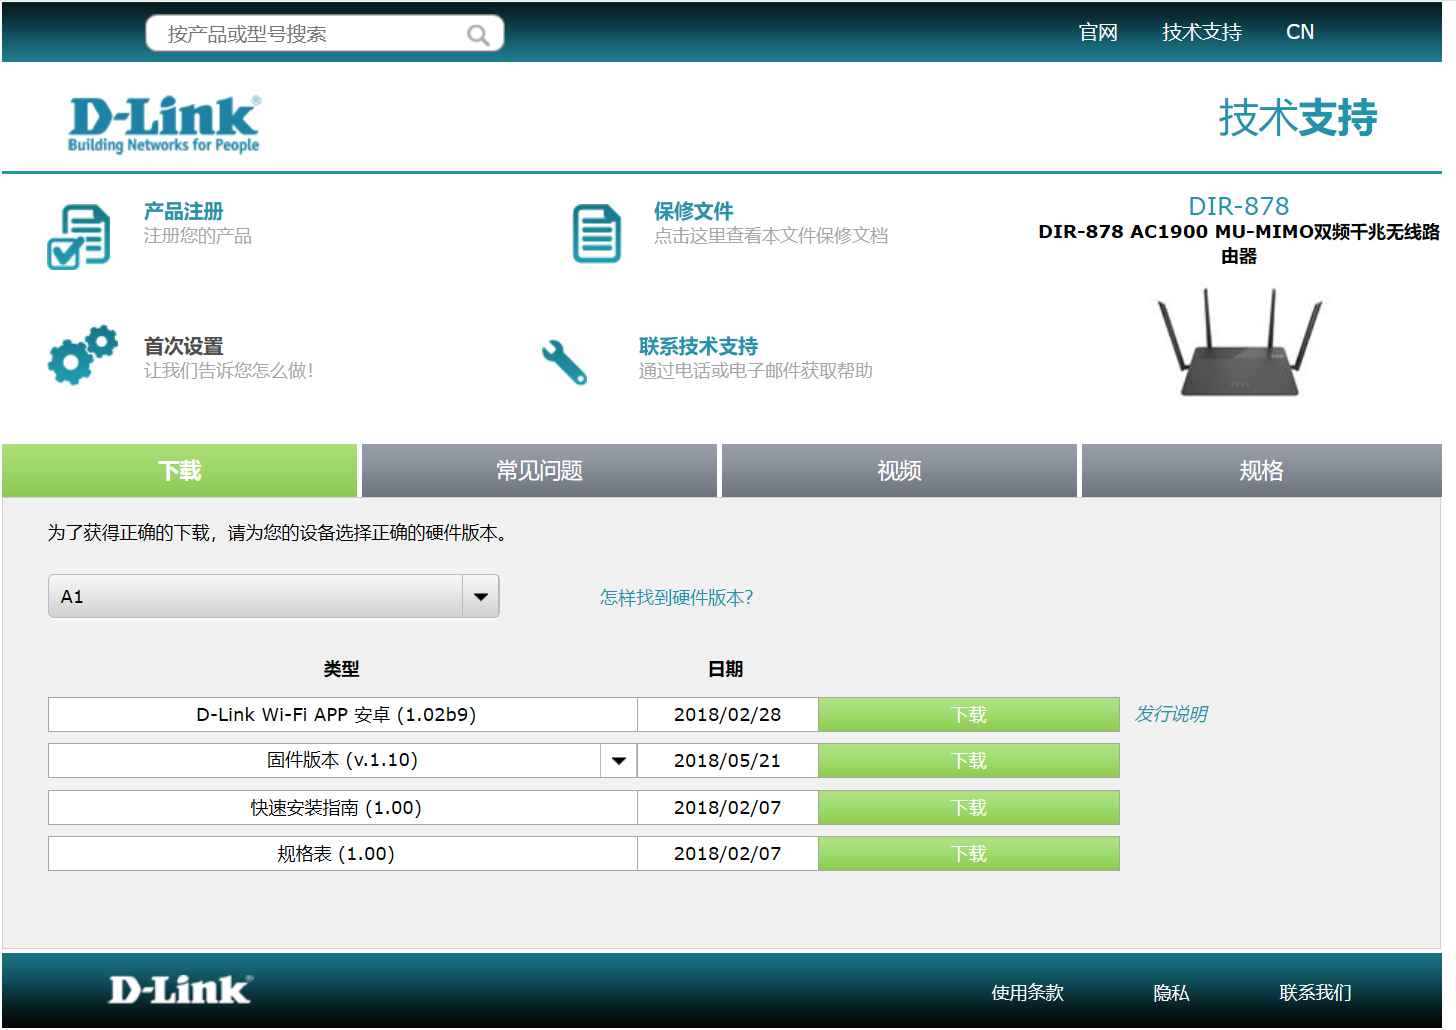 按产品或型号搜索
官网 技术支持 CN
D-Link®
Building Networks for People
技术支持
产品注册
注册您的产品
保修文件
点击这里查看本文件保修文档
DIR-878
DIR-878 AC1900 MU-MIMO双频千兆无线路
由器
首次设置
让我们告诉您怎么做!
联系技术支持
通过电话或电子邮件获取帮助
下载 常见问题 视频 规格
为了获得正确的下载，请为您的设备选择正确的硬件版本。
A1
怎样找到硬件版本?
类型 日期
D-Link Wi-Fi APP 安卓 (1.02b9) 2018/02/28 下载 发行说明
固件版本 (v.1.10) 2018/05/21 下载
快速安装指南 (1.00) 2018/02/07 下载
规格表 (1.00) 2018/02/07 下载
D-Link®
使用条款 隐私 联系我们